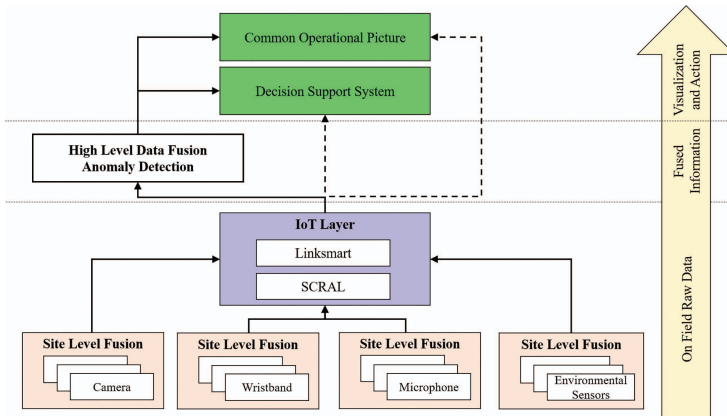 Common Operational Picture
Decision Support System
High Level Data Fusion
Anomaly Detection
IoT Layer
Linksmart
SCRAL
Site Level Fusion
Camera
Site Level Fusion
Wristband
Site Level Fusion
Microphone
Site Level Fusion
Environmental
Sensors
Visualization
and Action
Fused
Information
On Field Raw Data